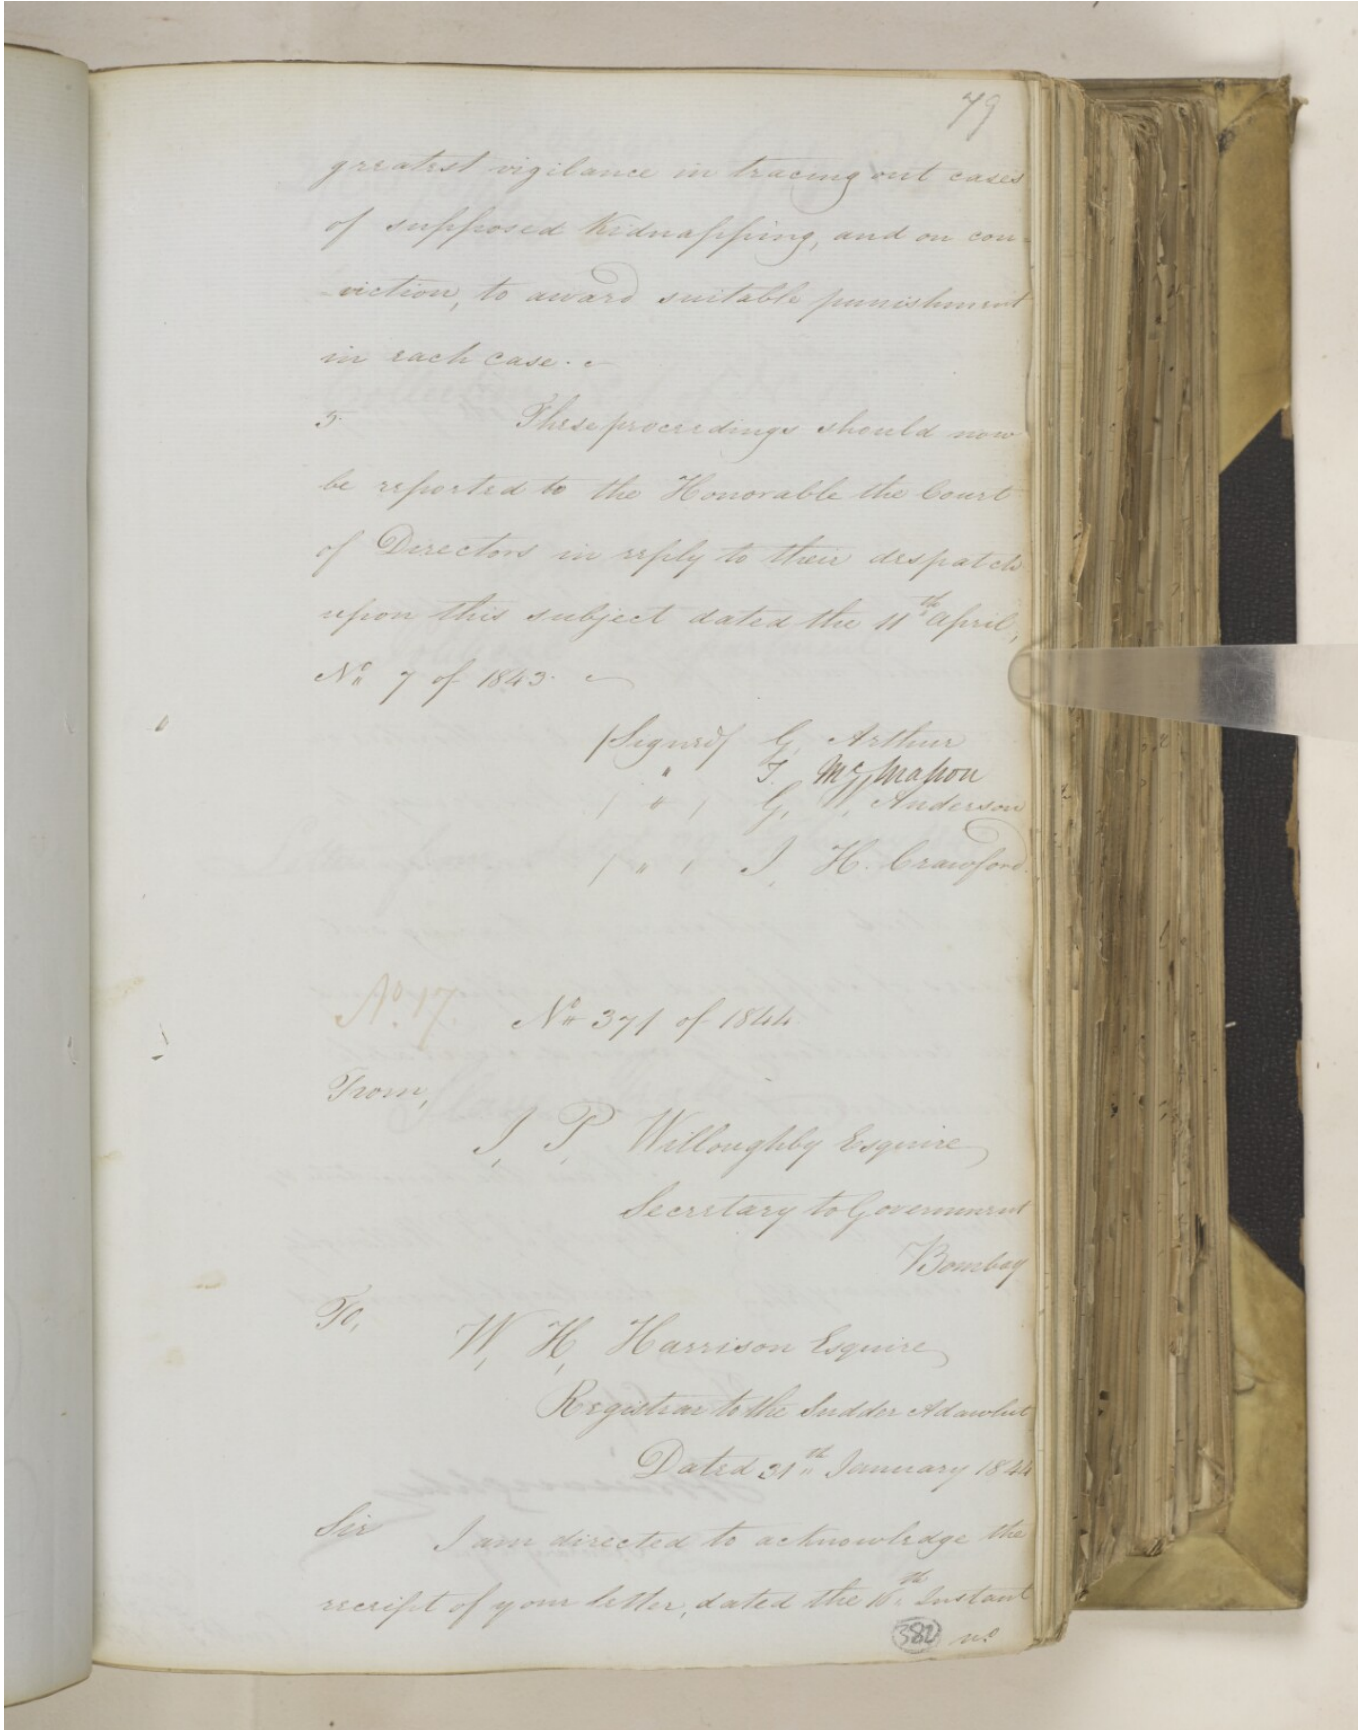 79
greatest vigilance in tracing out cases
of supposed Kidnapping, and on con-
-viction, to award suitable punishment
in each case.
5. These proceedings should now
be reported to the Honorable the Court
of Directors in reply to their despatch
upon this subject dated the 11th April,
No 7 of 1843.
/Signed/ G. Arthur
" T. McMahon
/ " / G. W. Anderson
/ " / J. H. Crawford.
No. 17. No 371 of 1844
From,
J. P. Willoughby Esquire
Secretary to Government
Bombay
To,
W. H. Harrison Esquire
Registrar to the Sudder Adawlut
Dated 31th January 1844
Sir I am directed to acknowledge the
receipt of your letter, dated the 10th Instant
382 no